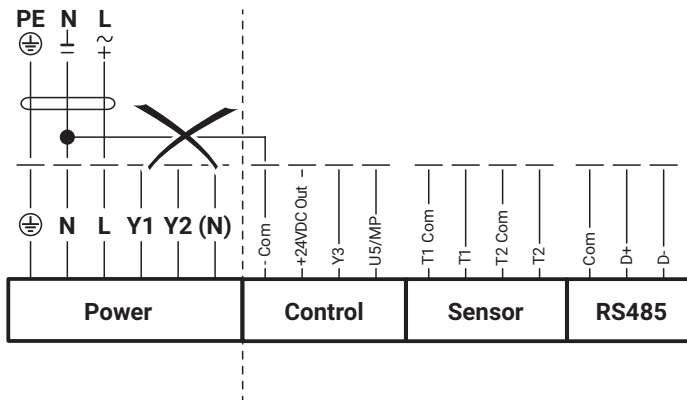 PE N L
N L Y1 Y2 (N)
- Com
+24VDC Out
Y3
U5/MP
T1 Com
T1
T2 Com
T2
Com
D+
D-
Power Control Sensor RS485